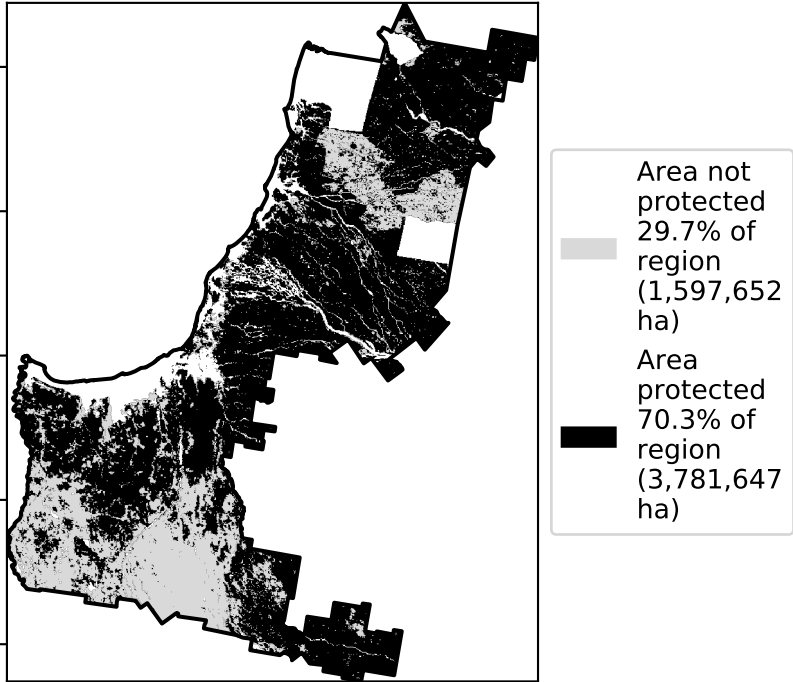 Area not
protected
29.7% of
region
(1,597,652
ha)
Area
protected
70.3% of
region
(3,781,647
ha)